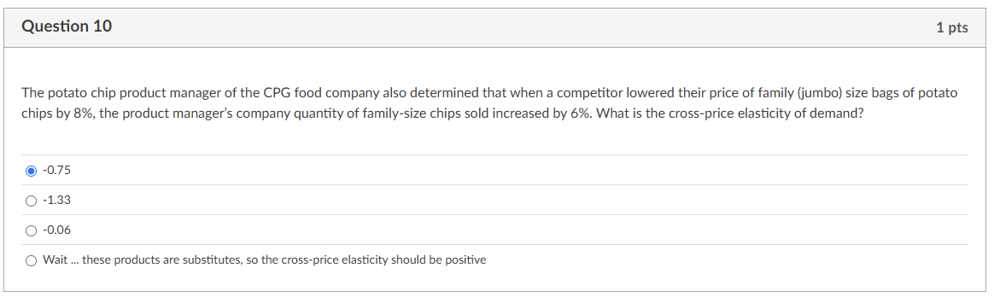 Question 10
1 pts
The potato chip product manager of the CPG food company also determined that when a competitor lowered their price of family (jumbo) size bags of potato
chips by 8%, the product manager's company quantity of family-size chips sold increased by 6%. What is the cross-price elasticity of demand?
-0.75
-1.33
-0.06
Wait ... these products are substitutes, so the cross-price elasticity should be positive